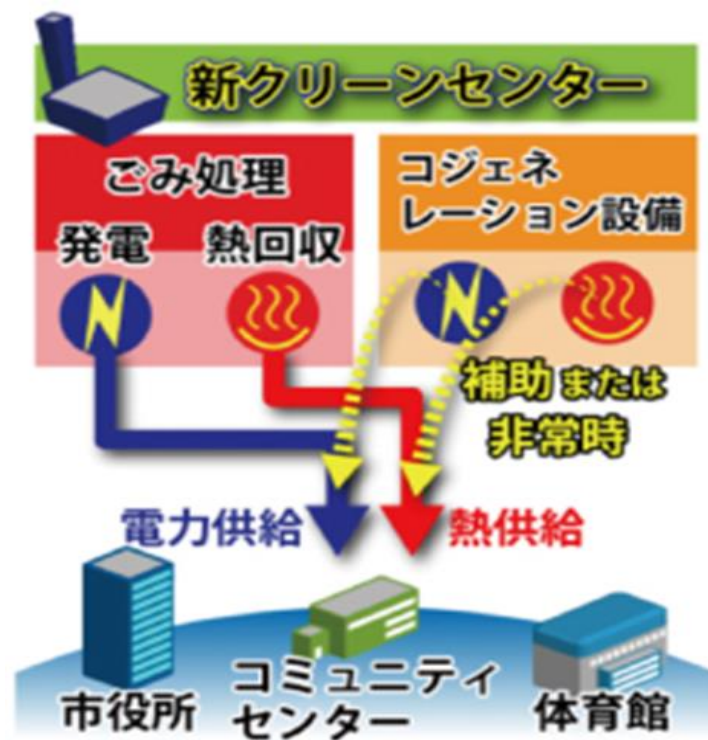 新クリーンセンター
ごみ処理
発電 熱回収
コジェネ
レーション設備
補助または
非常時
電力供給
熱供給
市役所
コミュニティ
センター
体育館